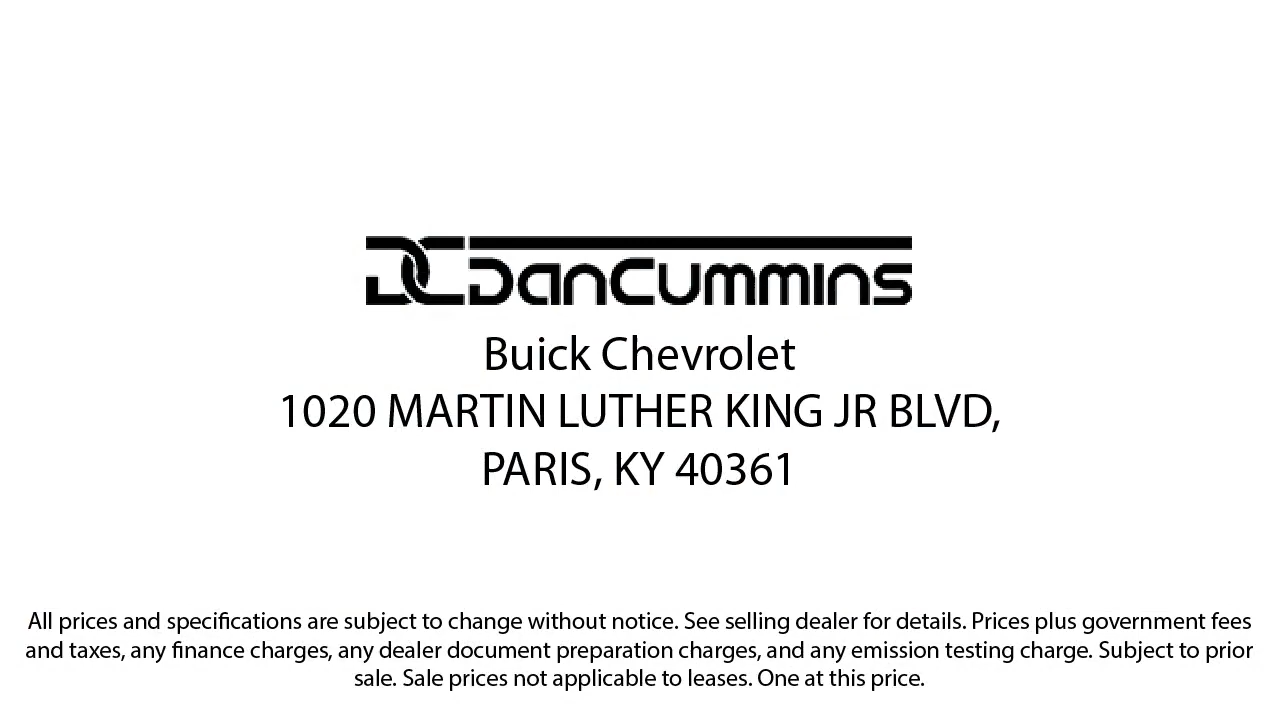 DC DanCummins
Buick Chevrolet
1020 MARTIN LUTHER KING JR BLVD,
PARIS, KY 40361
All prices and specifications are subject to change without notice. See selling dealer for details. Prices plus government fees
and taxes, any finance charges, any dealer document preparation charges, and any emission testing charge. Subject to prior
sale. Sale prices not applicable to leases. One at this price.